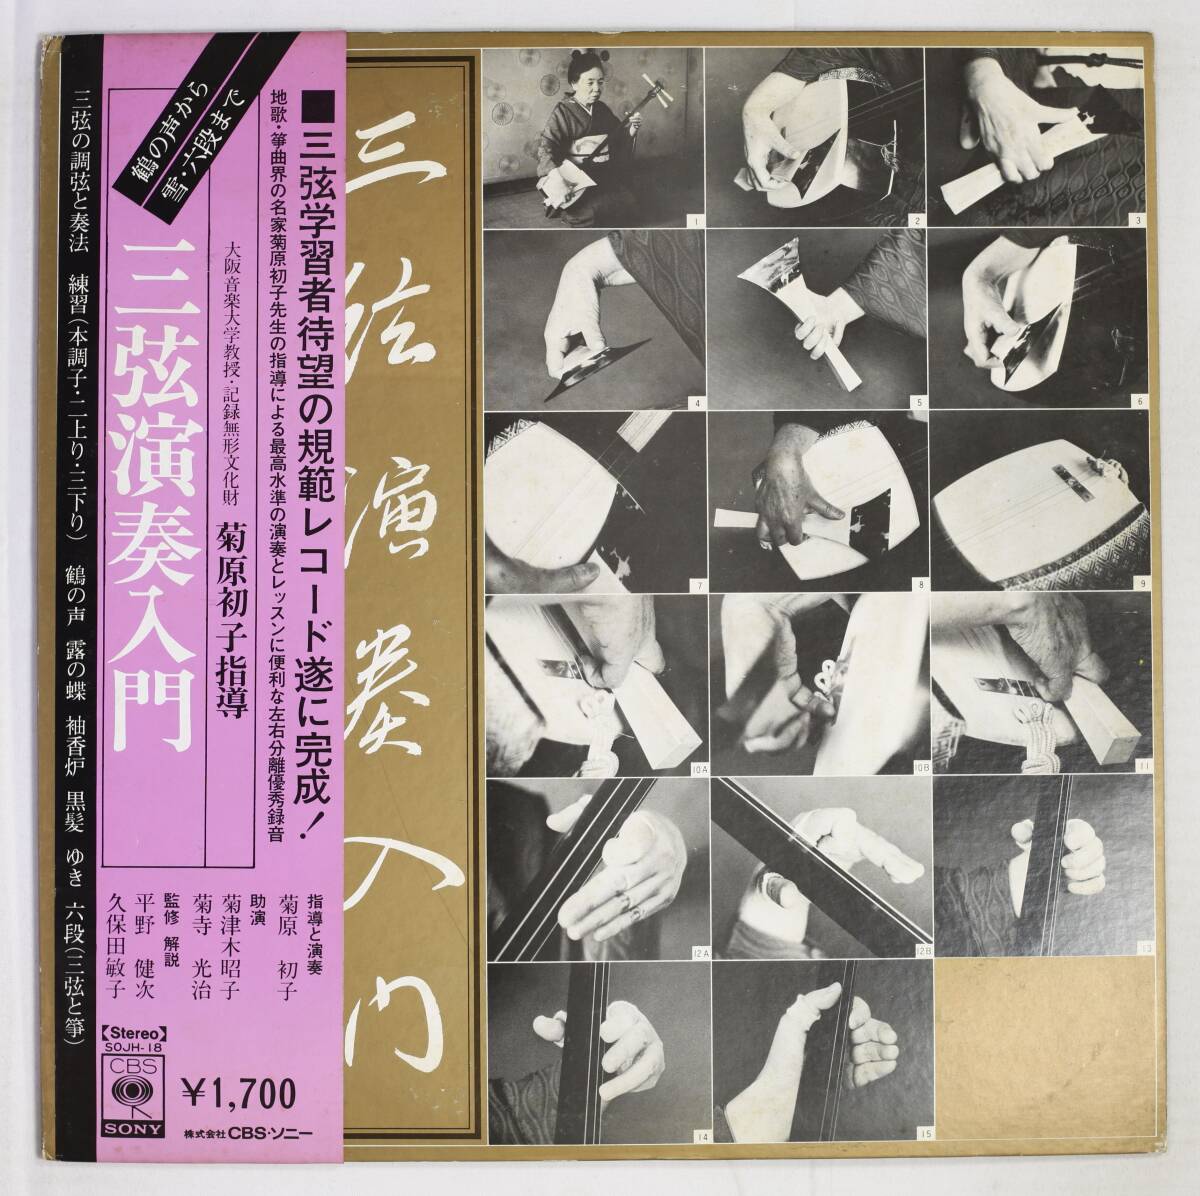 鶴の声から
雪・六段まで
■三弦学習者待望の規範レコード遂に完成!
地歌・箏曲界の名家菊原初子先生の指導による最高水準の演奏とレッスンに便利な左右分離優秀録音
大阪音楽大学教授・記録無形文化財
菊原初子指導
三弦演奏入門
三弦の調弦と奏法 練習(本調子・二上り・三下り) 鶴の声 露の蝶 袖香炉 黒髪 ゆき 六段(三弦と箏)
指導と演奏
菊原 初子
助演
菊津木昭子
菊寺 光治
監修 解説
平野 健次
久保田敏子
【Stereo】
SOJH-18
CBS
SONY
¥1,700
株式会社 CBS・ソニー
三弦演奏入門
1
2
3
4
5
6
7
8
9
10A
10B
11
12A
12B
13
14
15